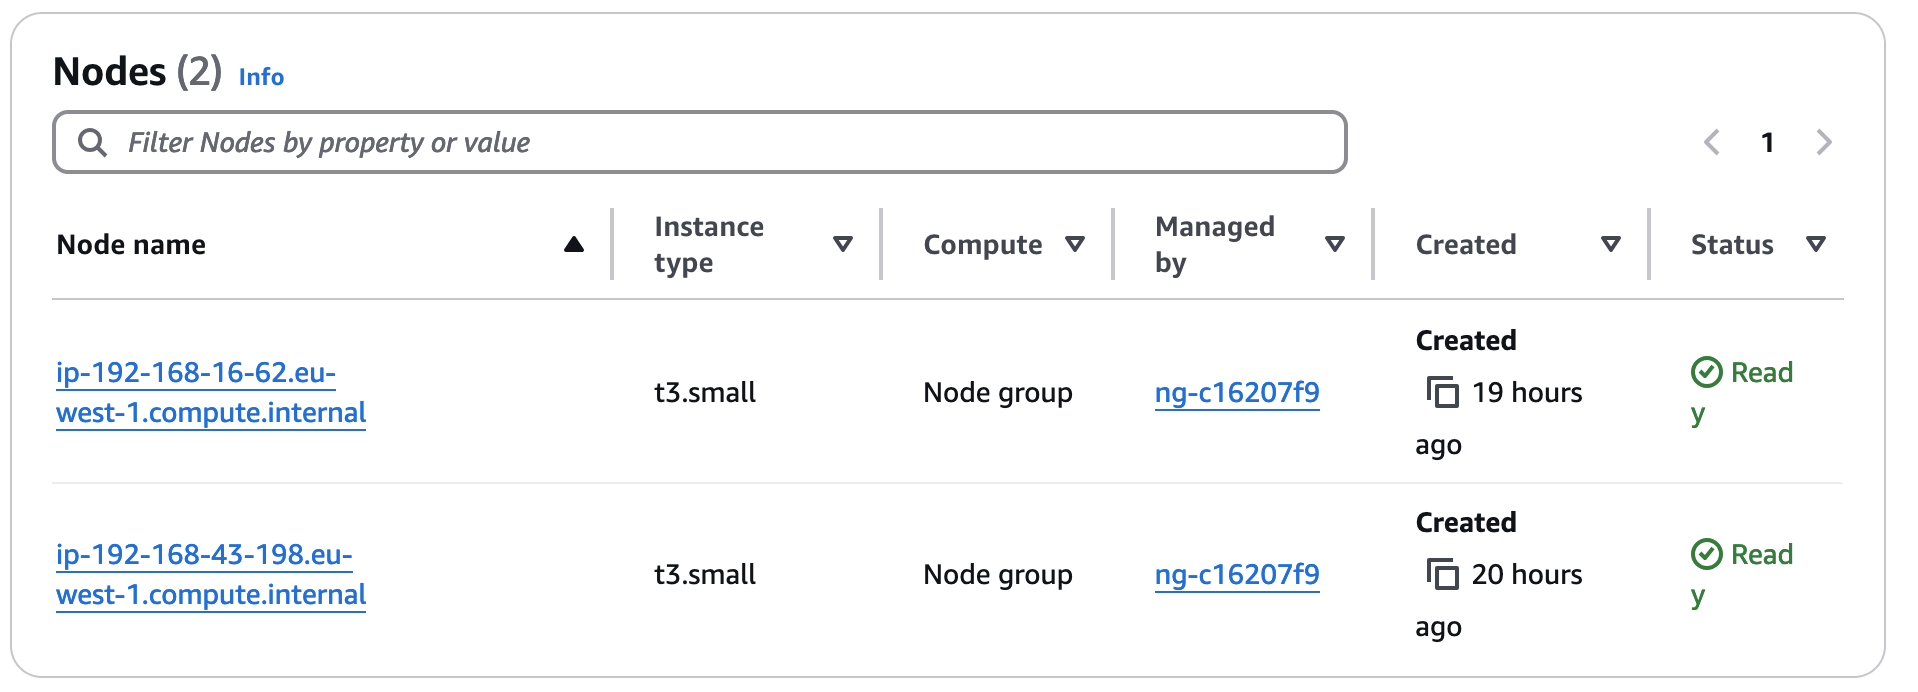 Nodes (2) Info
Filter Nodes by property or value
1
Node name
Instance type
Compute
Managed by
Created
Status
ip-192-168-16-62.eu-
west-1.compute.internal
t3.small
Node group
ng-c16207f9
Created
19 hours
ago
Read
y
ip-192-168-43-198.eu-
west-1.compute.internal
t3.small
Node group
ng-c16207f9
Created
20 hours
ago
Read
y